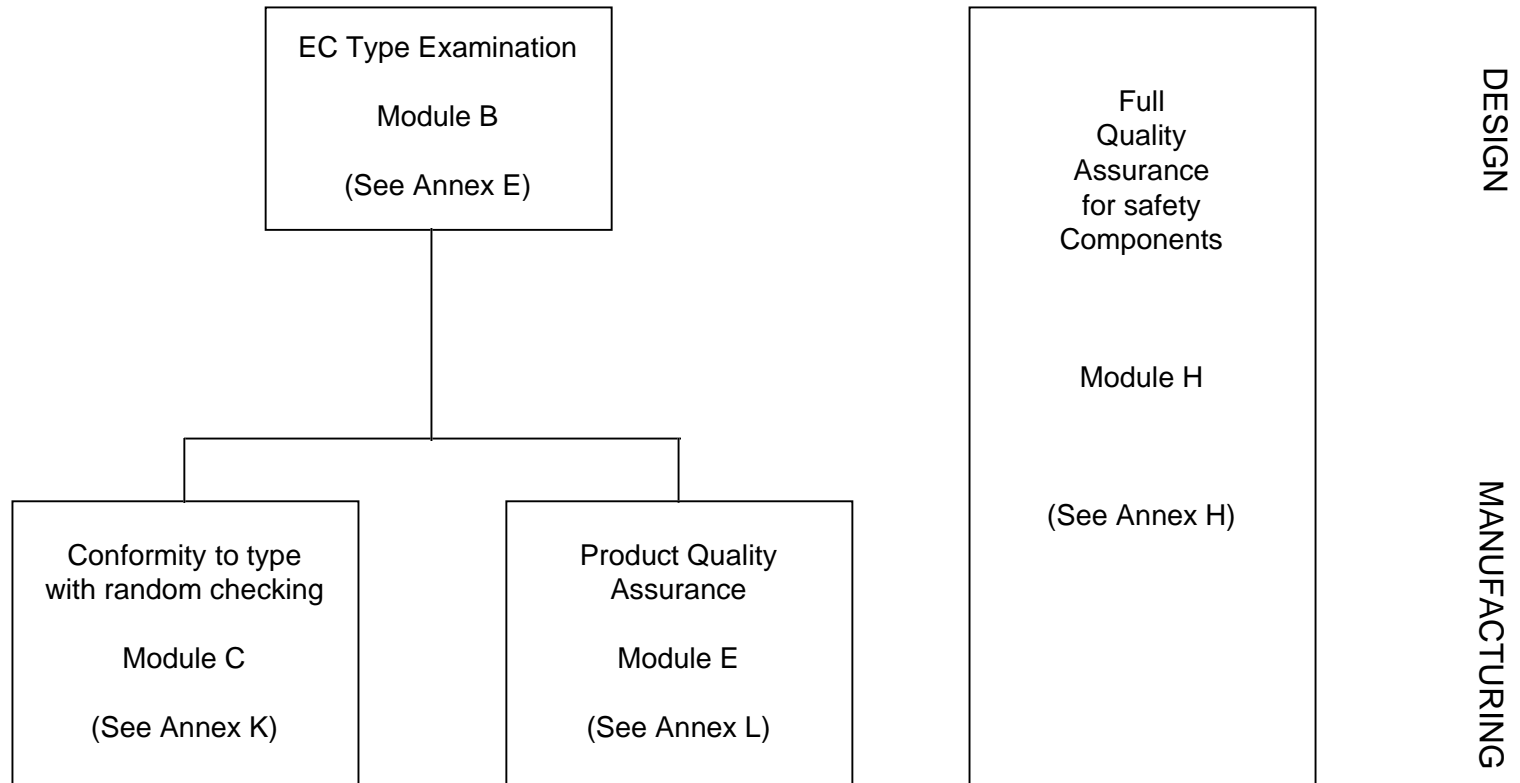 EC Type Examination
Module B
(See Annex E)
Full
Quality
Assurance
for safety
Components
Module H
(See Annex H)
DESIGN
Conformity to type
with random checking
Module C
(See Annex K)
Product Quality
Assurance
Module E
(See Annex L)
MANUFACTURING